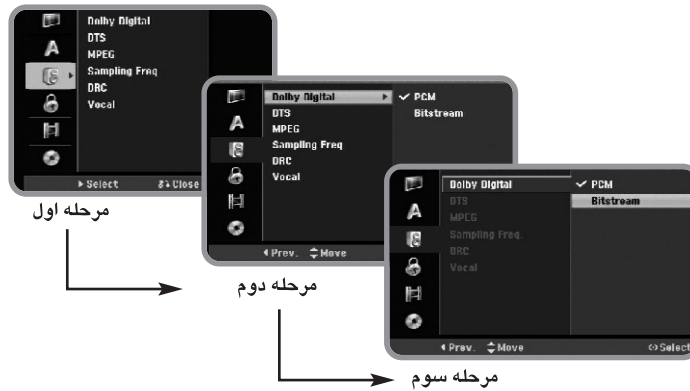 Dolby Digital
DTS
MPEG
Sampling Freq
DRC
Vocal
A
Select Close
مرحله اول
Dolby Digital
DTS
MPEG
Sampling Freq
DRC
Vocal
PCM
Bitstream
A
Prev. Move
مرحله دوم
Dolby Digital
DTS
MPEG
Sampling Freq.
DRC
Vocal
PCM
Bitstream
A
Prev. Move Select
مرحله سوم